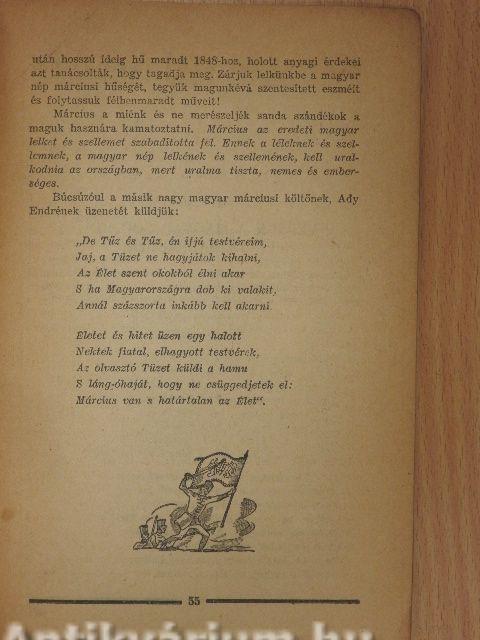 után hosszú ideig hű maradt 1848-hoz, holott anyagi érdekei
azt tanácsolták, hogy tagadja meg. Zárjuk lelkünkbe a magyar
nép márciusi hűségét, tegyük magunkévá szentesített eszméit
és folytassuk félbenmaradt műveit!
Március a miénk és ne merészeljék sanda szándékok a
maguk hasznára kamatoztatni. Március az eredeti magyar
lelket és szellemet szabadította fel. Ennek a léleknek és szel-
lemnek, a magyar nép lelkének és szellemének, kell ural-
kodnia az országban, mert uralma tiszta, nemes és ember-
séges.
Búcsúzóul a másik nagy magyar márciusi költőnek, Ady
Endrének üzenetét küldjük:
„De Tűz és Tűz, én ifjú testvéreim,
Jaj, a Tüzet ne hagyjátok kihalni,
Az Élet szent okokból élni akar
S ha Magyarországra dob ki valakit,
Annál százszorta inkább kell akarni.
Életet és hitet üzen egy halott
Nektek fiatal, elhagyott testvérek,
Az olvasztó Tüzet küldi a hamu
S láng-óhaját, hogy ne csüggedjetek el:
Március van s határtalan az Élet“.
55
Antikvárium.hu